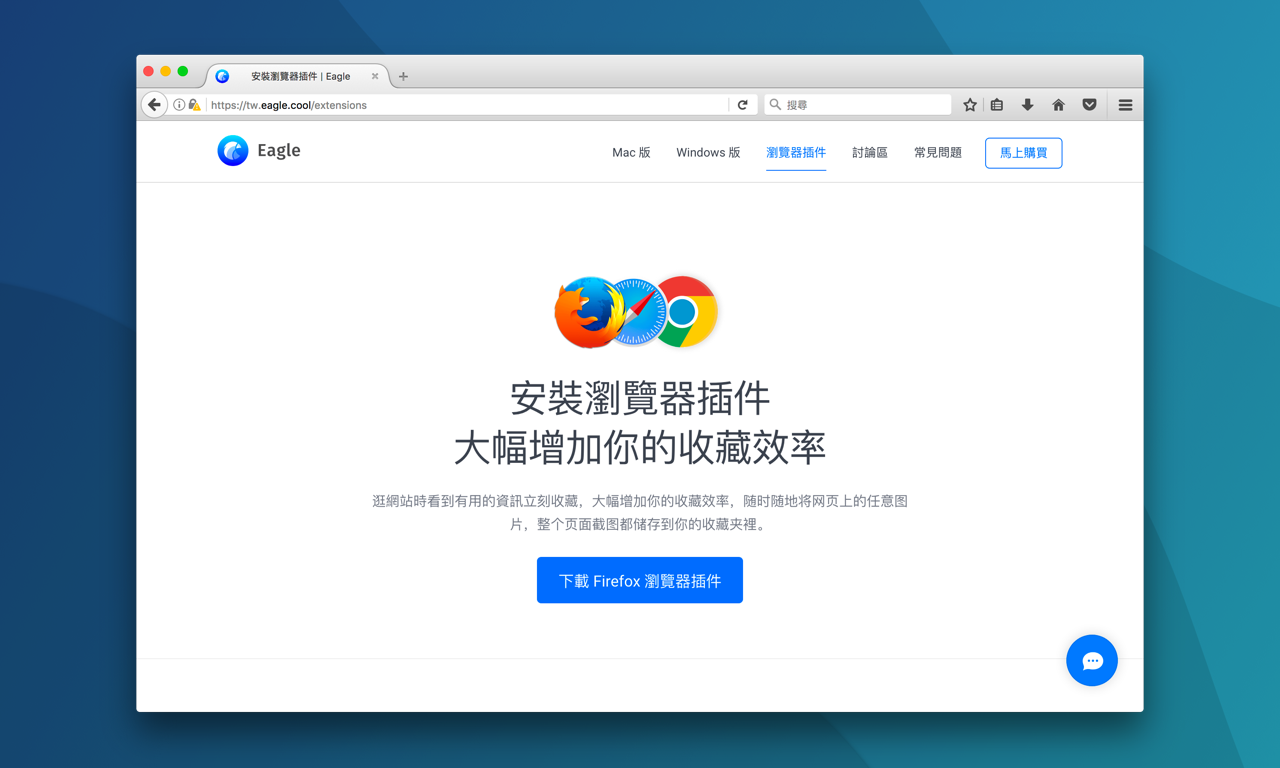 安裝瀏覽器插件 | Eagle
https://tw.eagle.cool/extensions
搜尋
Eagle
Mac 版
Windows 版
瀏覽器插件
討論區
常見問題
馬上購買
安裝瀏覽器插件
大幅增加你的收藏效率
逛網站時看到有用的資訊立刻收藏，大幅增加你的收藏效率，随时随地将网页上的任意图
片，整个页面截图都储存到你的收藏夹裡。
下載 Firefox 瀏覽器插件